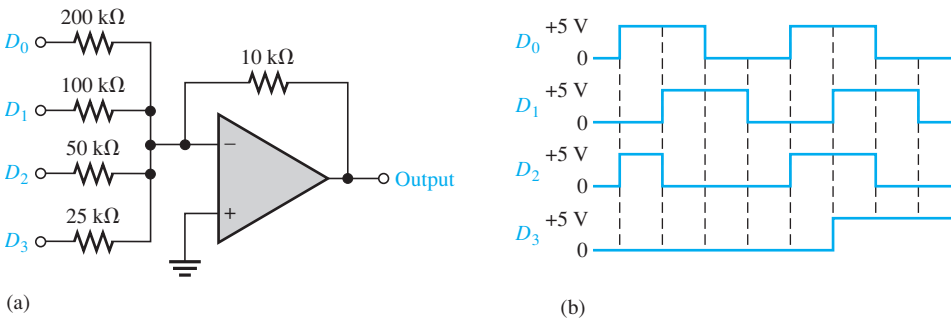 200 kΩ
D0
10 kΩ
100 kΩ
D1
−
50 kΩ
D2
Output
+
25 kΩ
D3
(a)
+5 V
D0
0
+5 V
D1
0
+5 V
D2
0
+5 V
D3
0
(b)